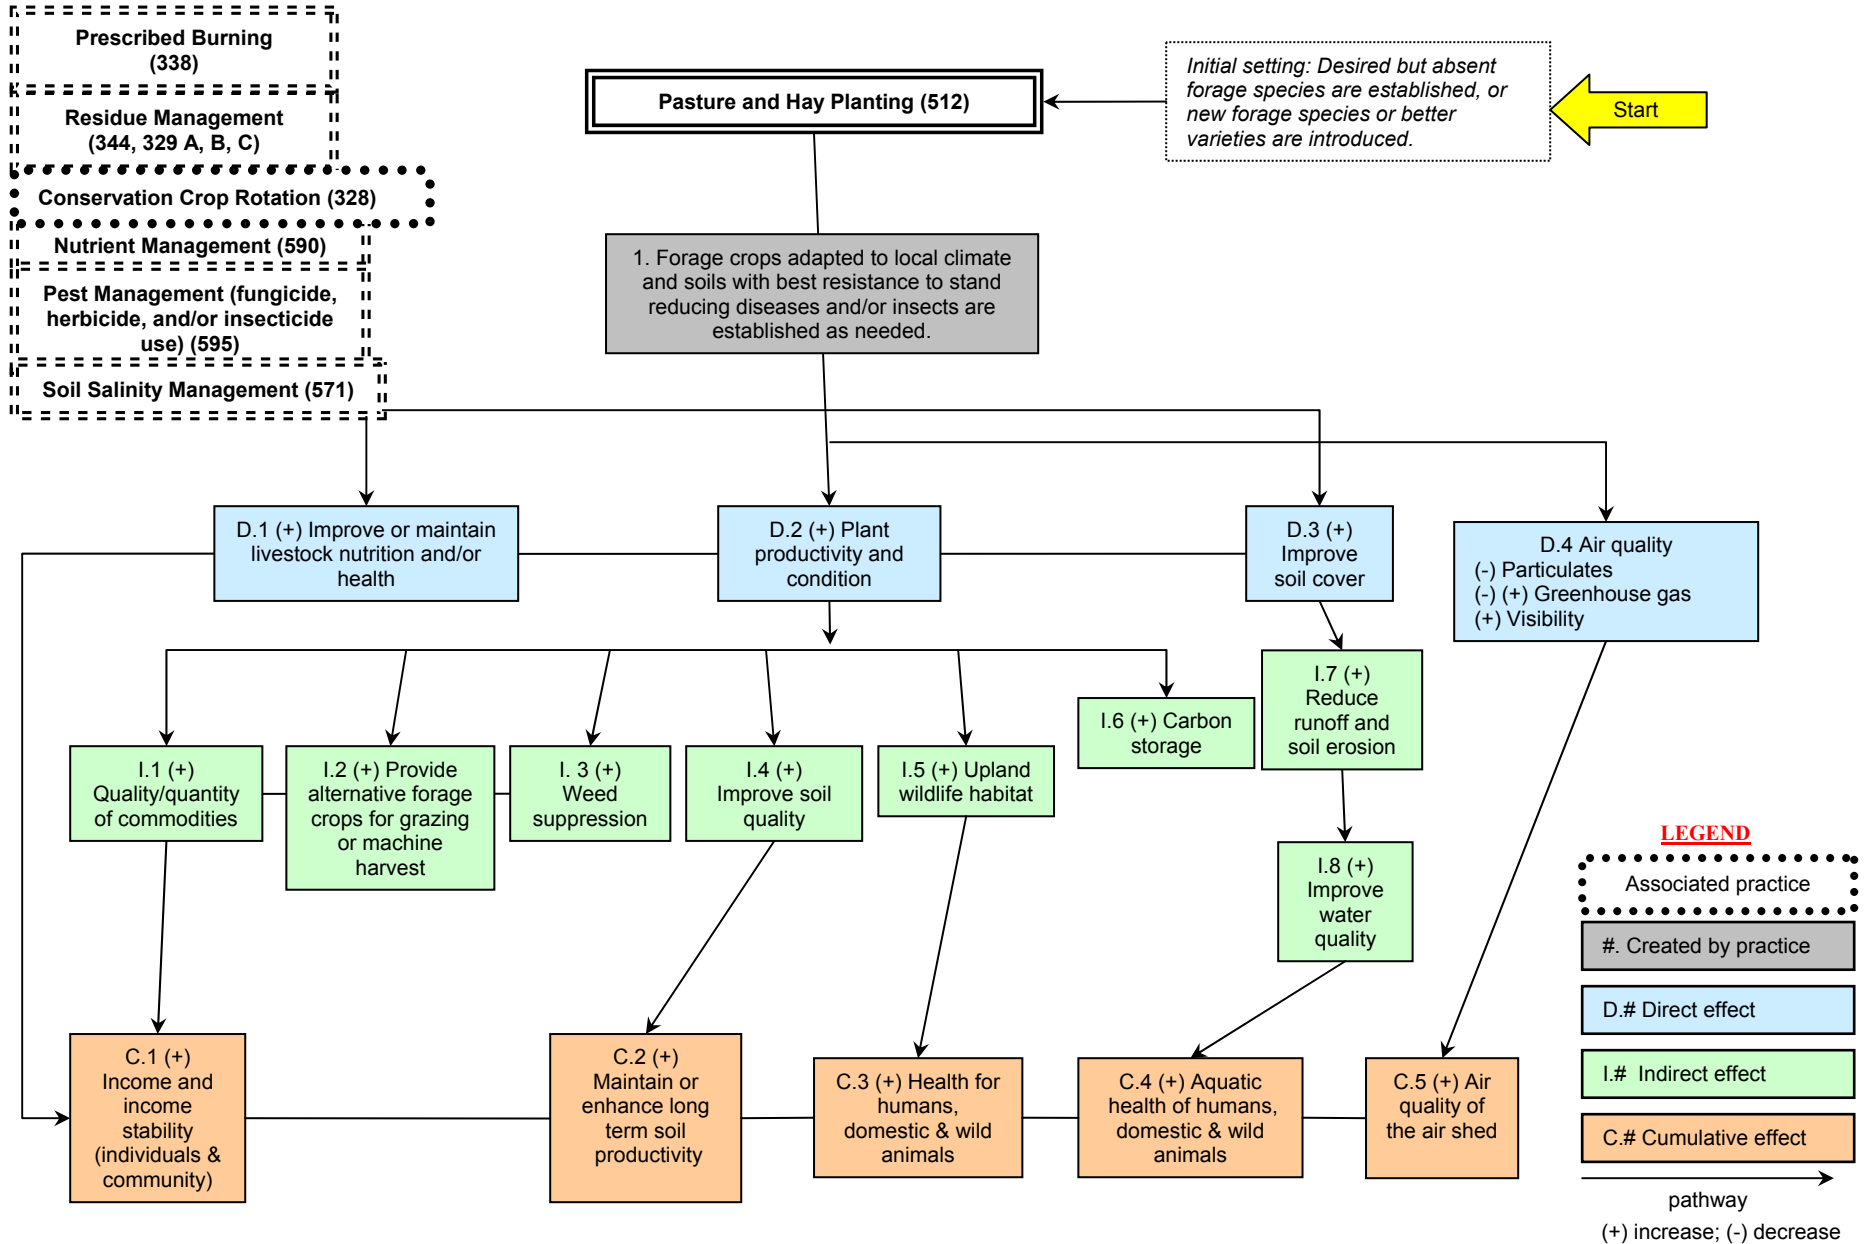 Prescribed Burning
(338)
Residue Management
(344, 329 A, B, C)
Conservation Crop Rotation (328)
Nutrient Management (590)
Pest Management (fungicide,
herbicide, and/or insecticide
use) (595)
Soil Salinity Management (571)
Pasture and Hay Planting (512)
Initial setting: Desired but absent
forage species are established, or
new forage species or better
varieties are introduced.
Start
1. Forage crops adapted to local climate
and soils with best resistance to stand
reducing diseases and/or insects are
established as needed.
D.1 (+) Improve or maintain
livestock nutrition and/or
health
D.2 (+) Plant
productivity and
condition
D.3 (+)
Improve
soil cover
D.4 Air quality
(-) Particulates
(-) (+) Greenhouse gas
(+) Visibility
I.1 (+)
Quality/quantity
of commodities
I.2 (+) Provide
alternative forage
crops for grazing
or machine
harvest
I. 3 (+)
Weed
suppression
I.4 (+)
Improve soil
quality
I.5 (+) Upland
wildlife habitat
I.6 (+) Carbon
storage
I.7 (+)
Reduce
runoff and
soil erosion
I.8 (+)
Improve
water
quality
C.1 (+)
Income and
income
stability
(individuals &
community)
C.2 (+)
Maintain or
enhance long
term soil
productivity
C.3 (+) Health for
humans,
domestic & wild
animals
C.4 (+) Aquatic
health of humans,
domestic & wild
animals
C.5 (+) Air
quality of
the air shed
LEGEND
Associated practice
#. Created by practice
D.# Direct effect
I.# Indirect effect
C.# Cumulative effect
pathway
(+) increase; (-) decrease